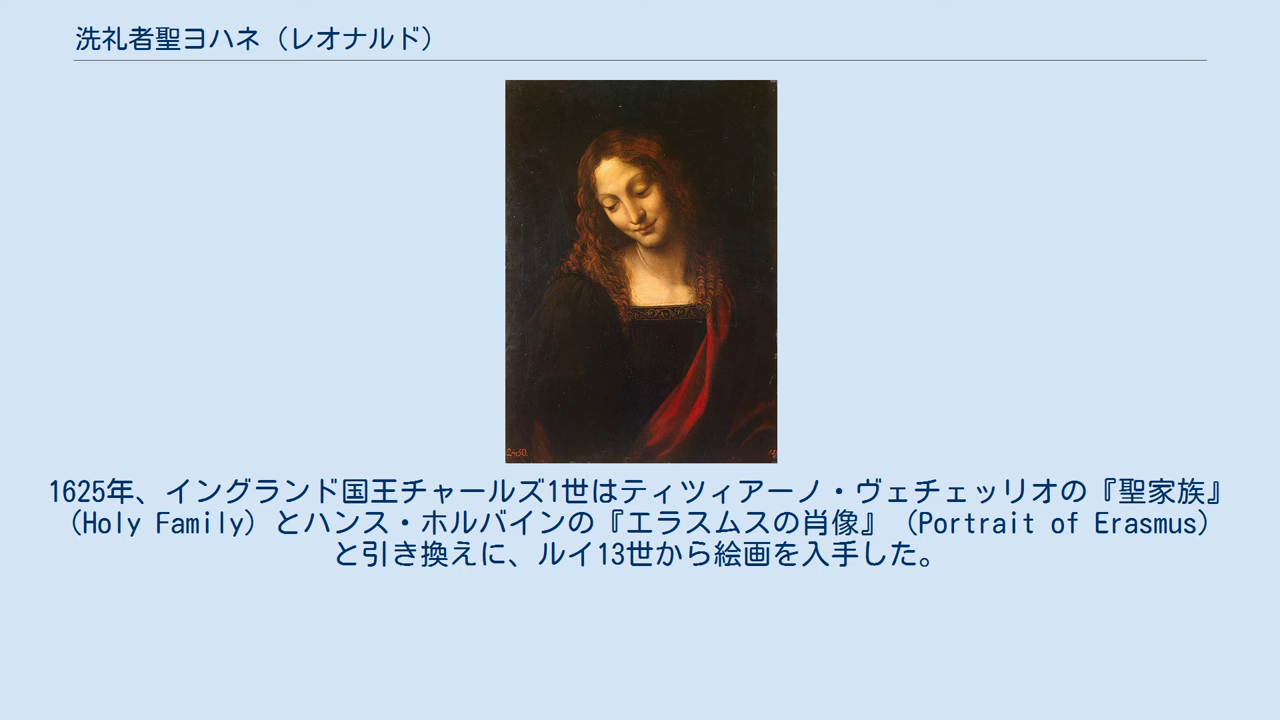 洗礼者聖ヨハネ（レオナルド）
2430.
1625年、イングランド国王チャールズ1世はティツィアーノ・ヴェチェッリオの『聖家族』
（Holy Family）とハンス・ホルバインの『エラスムスの肖像』（Portrait of Erasmus）
と引き換えに、ルイ13世から絵画を入手した。